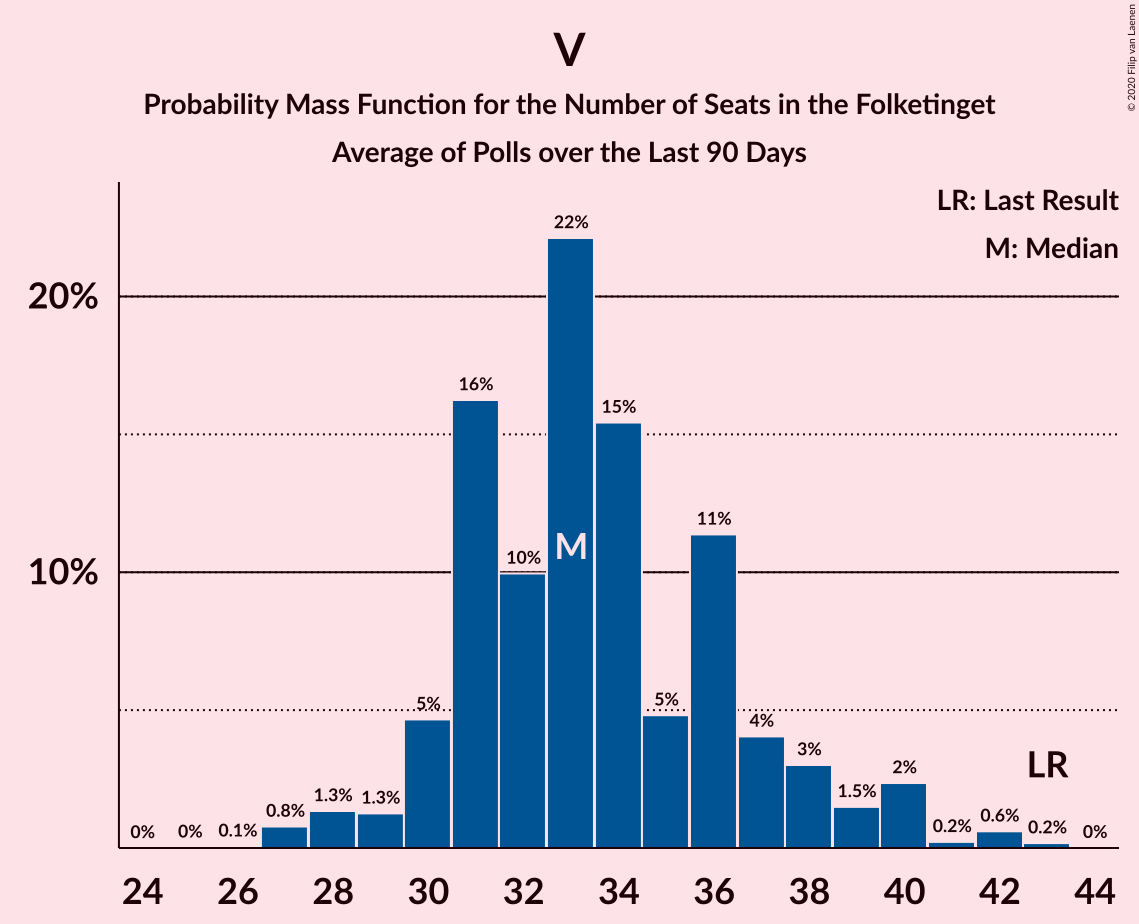 V
Probability Mass Function for the Number of Seats in the Folketinget
Average of Polls over the Last 90 Days
© 2020 Filip van Laenen
LR: Last Result
M: Median
20%
10%
0%
0%
0.1%
0.8%
1.3%
1.3%
5%
16%
10%
22%
15%
5%
11%
4%
3%
1.5%
2%
0.2%
0.6%
0.2%
0%
M
LR
24 26 28 30 32 34 36 38 40 42 44